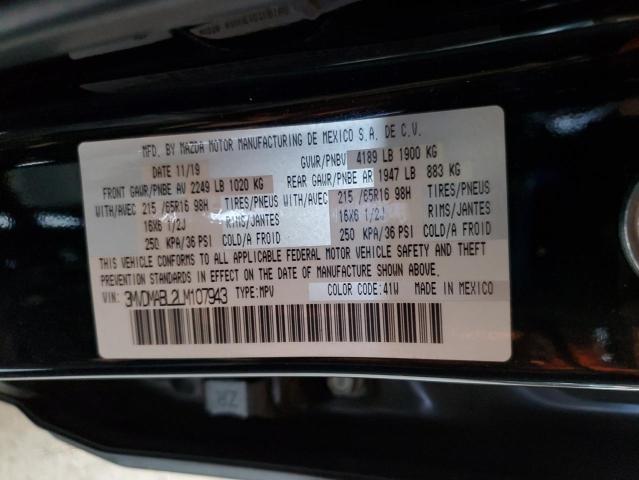 MFD. BY MAZDA MOTOR MANUFACTURING DE MEXICO S.A. DE C.V.
DATE 11/19 GVWR/PNBV 4189 LB 1900 KG
FRONT GAWR/PNBE AV 2249 LB 1020 KG REAR GAWR/PNBE AR 1947 LB 883 KG
WITH/AVEC 215 /65R16 98H TIRES/PNEUS WITH/AVEC 215 /65R16 98H TIRES/PNEUS
16X6 1/2J RIMS/JANTES 16X6 1/2J RIMS/JANTES
250 KPA/36 PSI COLD/A FROID 250 KPA/36 PSI COLD/A FROID
THIS VEHICLE CONFORMS TO ALL APPLICABLE FEDERAL MOTOR VEHICLE SAFETY AND THEFT
PREVENTION STANDARDS IN EFFECT ON THE DATE OF MANUFACTURE SHOWN ABOVE.
VIN: 3MVDMABL2LM107943 TYPE:MPV COLOR CODE:41W MADE IN MEXICO